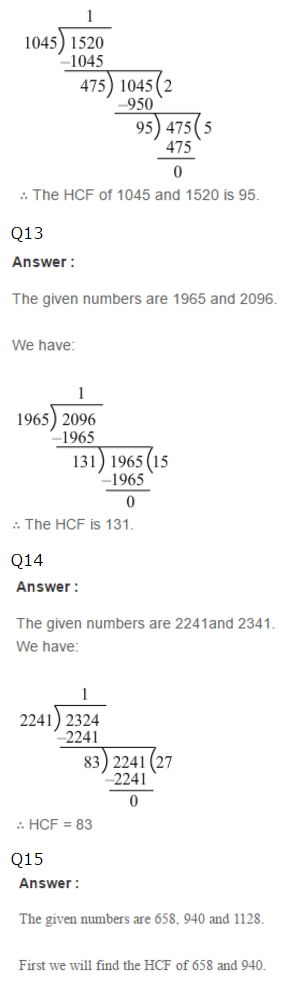 1
1045) 1520
–1045
475) 1045(2
–950
95) 475(5
475
0
∴ The HCF of 1045 and 1520 is 95.
Q13
Answer :
The given numbers are 1965 and 2096.
We have:
1
1965) 2096
–1965
131) 1965(15
–1965
0
∴ The HCF is 131.
Q14
Answer :
The given numbers are 2241and 2341.
We have:
1
2241) 2324
–2241
83) 2241(27
–2241
0
∴ HCF = 83
Q15
Answer :
The given numbers are 658, 940 and 1128.
First we will find the HCF of 658 and 940.